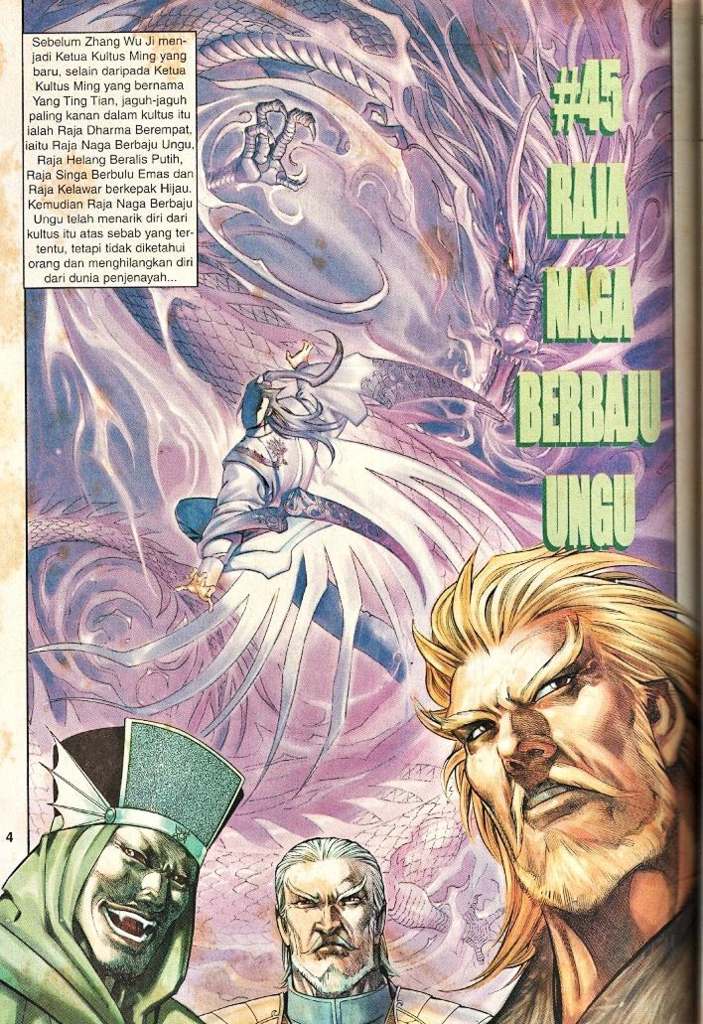 Sebelum Zhang Wu Ji men-
jadi Ketua Kultus Ming yang
baru, selain daripada Ketua
Kultus Ming yang bernama
Yang Ting Tian, jaguh-jaguh
paling kanan dalam kultus itu
ialah Raja Dharma Berempat,
iaitu Raja Naga Berbaju Ungu,
Raja Helang Beralis Putih,
Raja Singa Berbulu Emas dan
Raja Kelawar berkepak Hijau.
Kemudian Raja Naga Berbaju
Ungu telah menarik diri dari
kultus itu atas sebab yang ter-
tentu, tetapi tidak diketahui
orang dan menghilangkan diri
dari dunia penjenayah...
#45
RAJA
NAGA
BERBAJU
UNGU
4